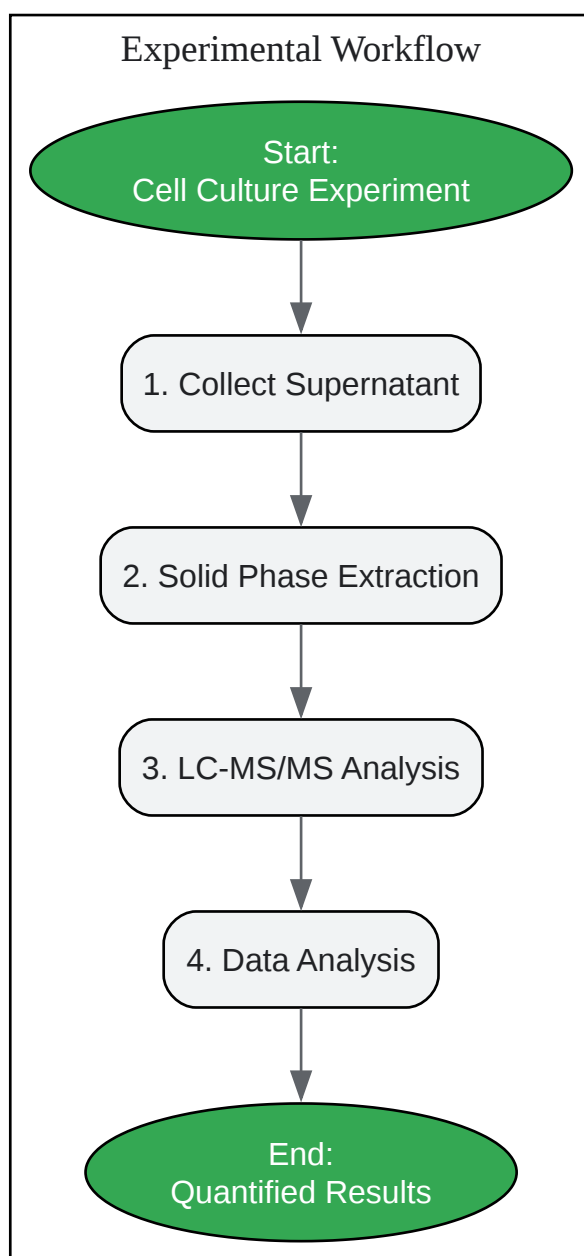 Experimental Workflow
Start:
Cell Culture Experiment
1. Collect Supernatant
2. Solid Phase Extraction
3. LC-MS/MS Analysis
4. Data Analysis
End:
Quantified Results